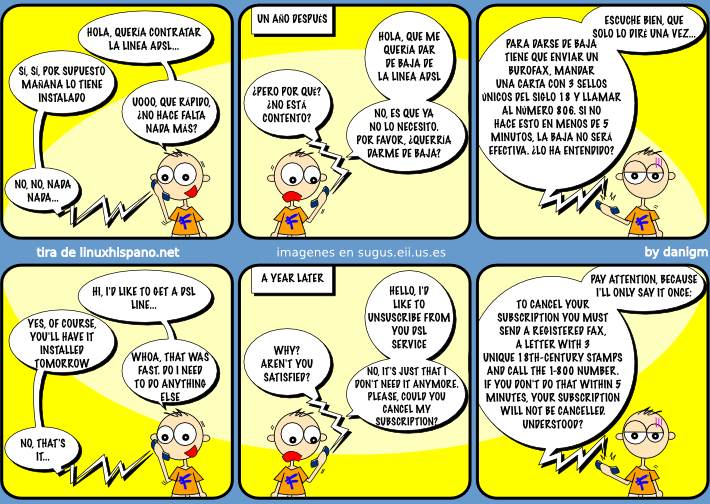 HOLA, QUERÍA CONTRATAR
LA LINEA ADSL...
SÍ, SÍ, POR SUPUESTO
MAÑANA LO TIENE
INSTALADO
UOOO, QUE RÁPIDO,
¿NO HACE FALTA
NADA MÁS?
NO, NO, NADA
NADA...
UN AÑO DESPUÉS
HOLA, QUE ME
QUERÍA DAR
DE BAJA DE
LA LINEA ADSL
¿PERO POR QUÉ?
¿NO ESTÁ
CONTENTO?
NO, ES QUE YA
NO LO NECESITO.
POR FAVOR, ¿QUERRÍA
DARME DE BAJA?
ESCUCHE BIEN, QUE
SOLO LO DIRÉ UNA VEZ...
PARA DARSE DE BAJA
TIENE QUE ENVIAR UN
BUROFAX, MANDAR
UNA CARTA CON 3 SELLOS
ÚNICOS DEL SIGLO 18 Y LLAMAR
AL NÚMERO 806. SI NO
HACE ESTO EN MENOS DE 5
MINUTOS, LA BAJA NO SERÁ
EFECTIVA. ¿LO HA ENTENDIDO?
tira de linuxhispano.net
imagenes en sugus.eii.us.es
by danigm
HI, I'D LIKE TO GET A DSL
LINE...
YES, OF COURSE,
YOU'LL HAVE IT
INSTALLED
TOMORROW
WHOA, THAT WAS
FAST. DO I NEED
TO DO ANYTHING
ELSE
NO, THAT'S
IT...
A YEAR LATER
HELLO, I'D
LIKE TO
UNSUSCRIBE FROM
YOU DSL
SERVICE
WHY?
AREN'T YOU
SATISFIED?
NO, IT'S JUST THAT I
DON'T NEED IT ANYMORE.
PLEASE, COULD YOU
CANCEL MY
SUBSCRIPTION?
PAY ATTENTION, BECAUSE
I'LL ONLY SAY IT ONCE:
TO CANCEL YOUR
SUBSCRIPTION YOU MUST
SEND A REGISTERED FAX,
A LETTER WITH 3
UNIQUE 18TH-CENTURY STAMPS
AND CALL THE 1-800 NUMBER.
IF YOU DON'T DO THAT WITHIN 5
MINUTES, YOUR SUBSCRIPTION
WILL NOT BE CANCELLED.
UNDERSTOOD?